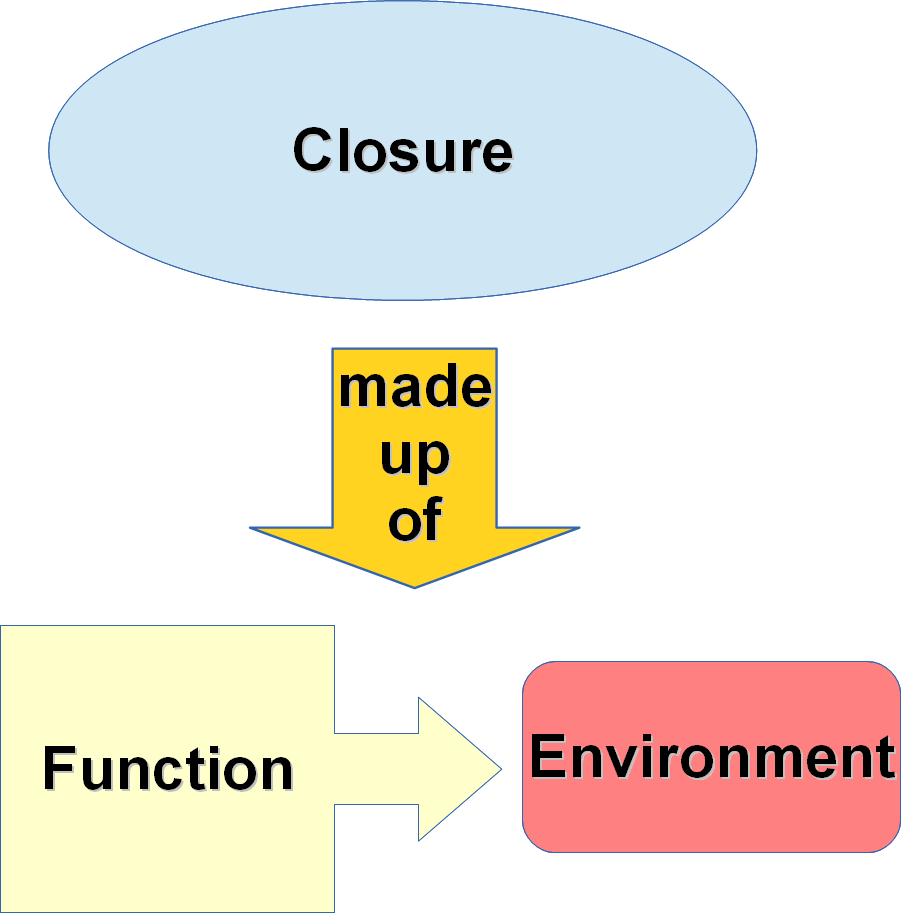 Closure
made
up
of
Function
Environment